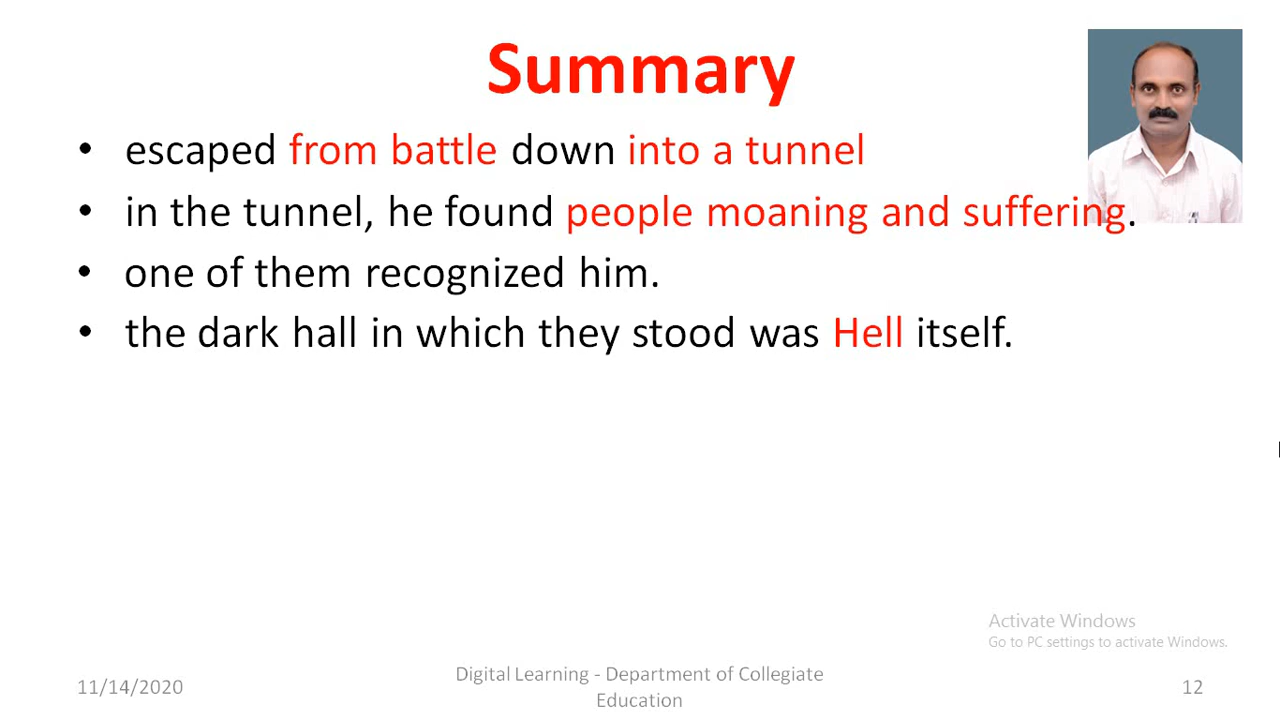 Summary
• escaped from battle down into a tunnel
• in the tunnel, he found people moaning and suffering.
• one of them recognized him.
• the dark hall in which they stood was Hell itself.
Activate Windows
Go to PC settings to activate Windows.
11/14/2020
Digital Learning - Department of Collegiate
Education
12